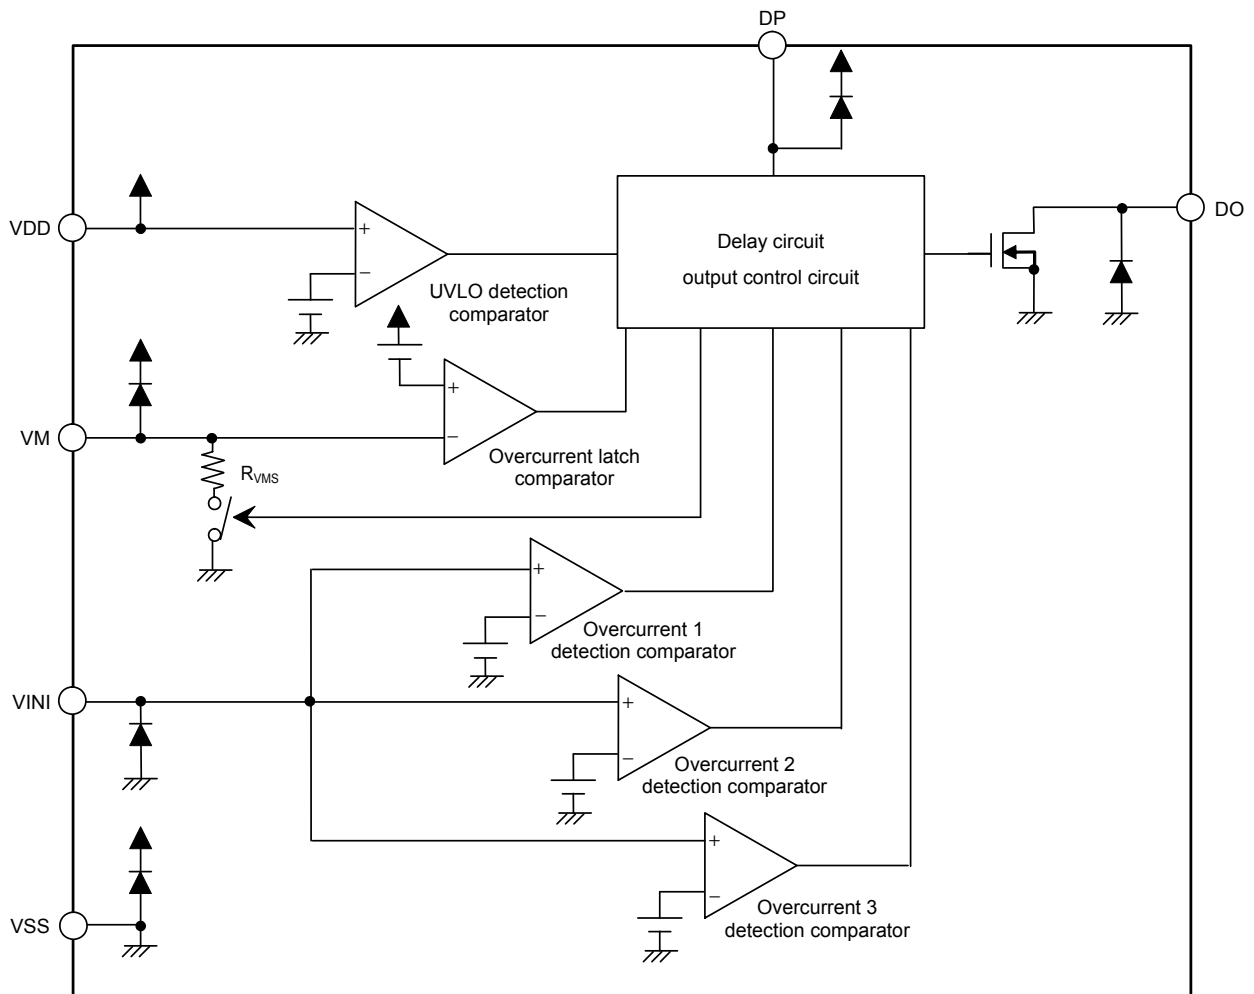 DP
VDD
DO
+
−
UVLO detection
comparator
Delay circuit
output control circuit
VM
+
−
Overcurrent latch
comparator
RVMS
+
−
Overcurrent 1
detection comparator
VINI
+
−
Overcurrent 2
detection comparator
+
−
Overcurrent 3
detection comparator
VSS